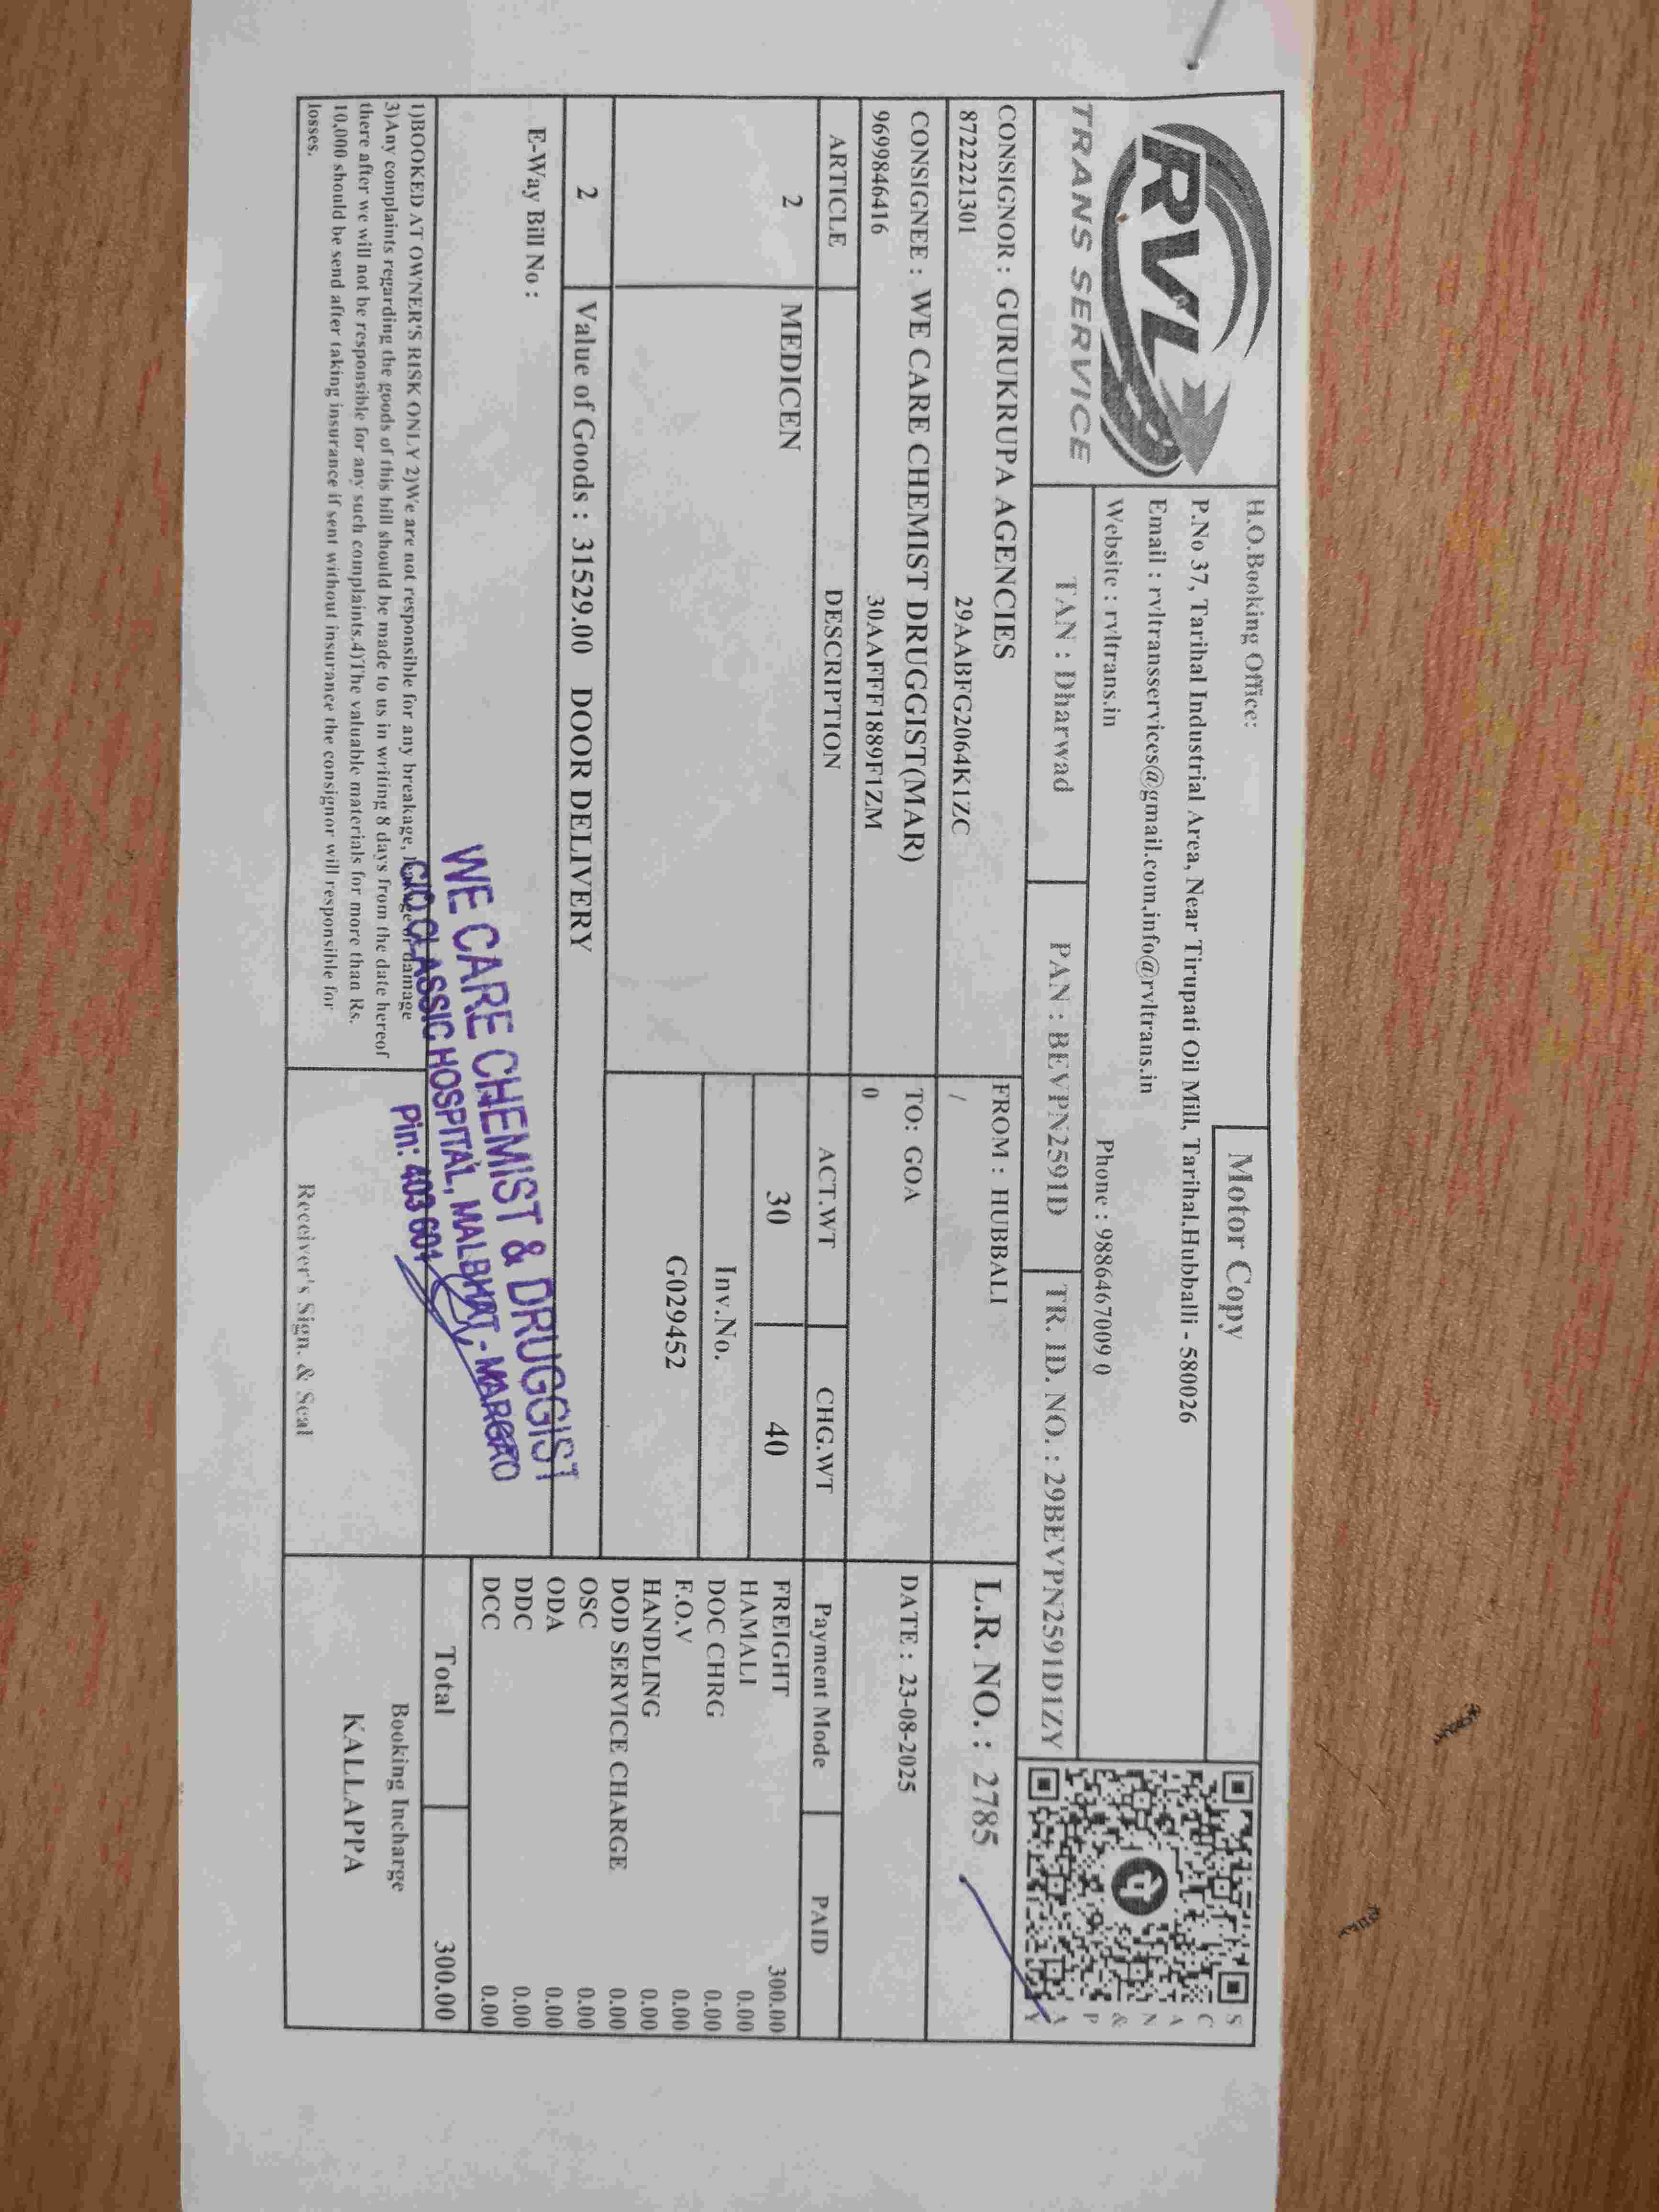 RVL
TRANS SERVICE
H.O.Booking Office:
Motor Copy
P.No 37, Tarihal Industrial Area, Near Tirupati Oil Mill, Tarihal,Hubballi - 580026
Email : rvltransservices@gmail.com,info@rvltrans.in
Website : rvltrans.in Phone : 9886467009 0
TAN : Dharwad PAN : BEVPN2591D TR. ID. NO. : 29BEVPN2591D1ZY
SCAN & PAY
CONSIGNOR : GURUKRUPA AGENCIES FROM : HUBBALI L.R. NO. : 2785
8722221301 29AABFG2064K1ZC /
CONSIGNEE : WE CARE CHEMIST DRUGGIST(MAR) TO: GOA DATE : 23-08-2025
9699846416 30AAFFF1889F1ZM 0
ARTICLE DESCRIPTION ACT.WT CHG.WT Payment Mode PAID
2 MEDICEN 30 40 FREIGHT 300.00
HAMALI 0.00
Inv.No. DOC CHRG 0.00
G029452 F.O.V 0.00
HANDLING 0.00
DOD SERVICE CHARGE 0.00
2 Value of Goods : 31529.00 DOOR DELIVERY OSC 0.00
E-Way Bill No : ODA 0.00
DDC 0.00
DCC 0.00
Total 300.00
WE CARE CHEMIST & DRUGGIST
C/O CLASSIC HOSPITAL, MALBHAT - MARGAO
Pin: 403 601
1)BOOKED AT OWNER'S RISK ONLY 2)We are not responsible for any breakage, leakage or damage
3)Any complaints regarding the goods of this bill should be made to us in writing 8 days from the date hereof
there after we will not be responsible for any such complaints.4)The valuable materials for more than Rs.
10,000 should be send after taking insurance if sent without insurance the consignor will responsible for
losses.
Receiver's Sign. & Seal
Booking Incharge
KALLAPPA